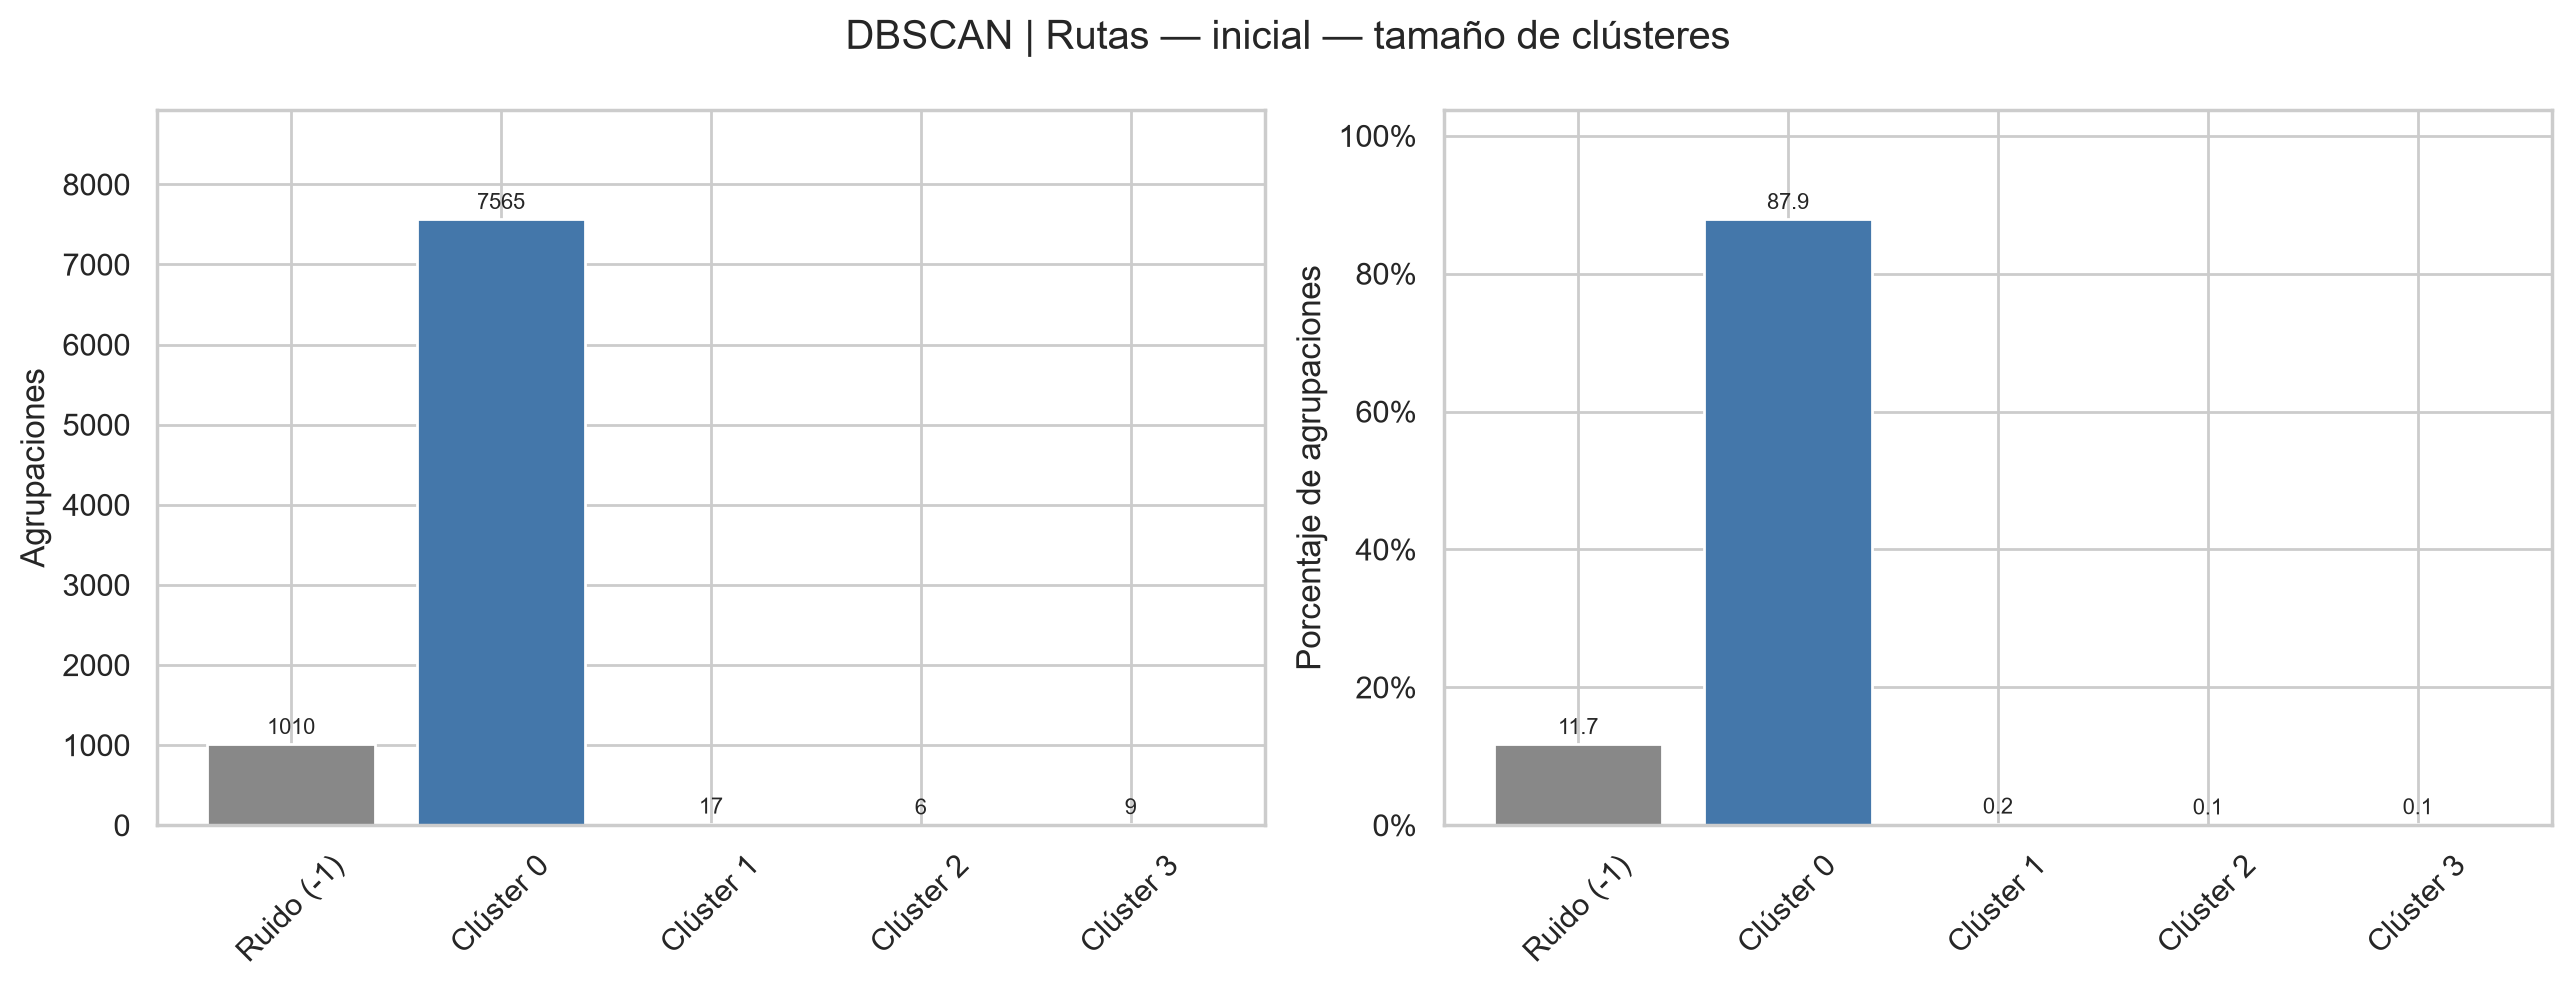 DBSCAN | Rutas — inicial — tamaño de clústeres
Agrupaciones
8000
7000
6000
5000
4000
3000
2000
1000
0
1010
7565
17
6
9
Ruido (-1)
Clúster 0
Clúster 1
Clúster 2
Clúster 3
Porcentaje de agrupaciones
100%
80%
60%
40%
20%
0%
11.7
87.9
0.2
0.1
0.1
Ruido (-1)
Clúster 0
Clúster 1
Clúster 2
Clúster 3